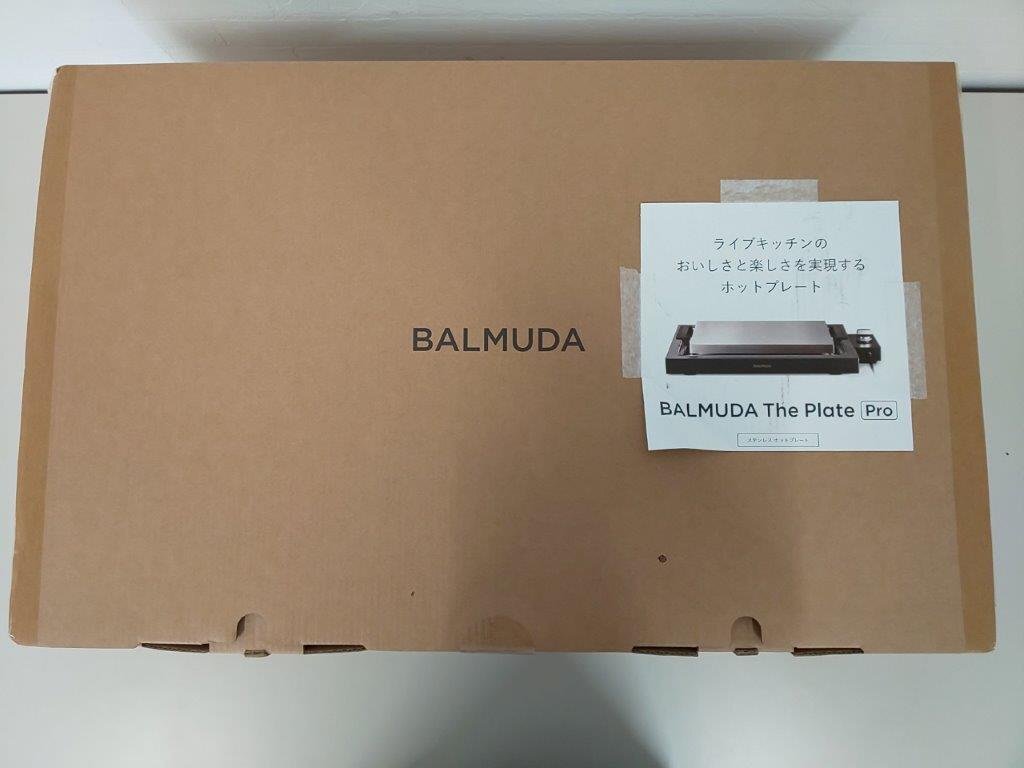 BALMUDA
ライブキッチンの
おいしさと楽しさを実現する
ホットプレート
BALMUDA The Plate Pro
ステンレス ホットプレート